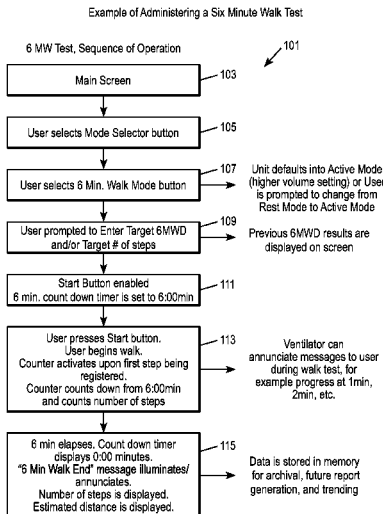 Example of Administering a Six Minute Walk Test
6 MW Test, Sequence of Operation
101
103
Main Screen
105
User selects Mode Selector button
107
User selects 6 Min. Walk Mode button
Unit defaults into Active Mode
(higher volume setting) or User
is prompted to change from
Rest Mode to Active Mode
109
User prompted to Enter Target 6MWD
and/or Target # of steps
Previous 6MWD results are
displayed on screen
Start Button enabled
6 min. count down timer is set to 6:00min
111
User presses Start button.
User begins walk.
Counter activates upon first step being
registered.
Counter counts down from 6:00min
and counts number of steps
113
Ventilator can
annunciate messages to user
during walk test, for
example progress at 1min,
2min, etc.
6 min elapses. Count down timer
displays 0:00 minutes.
"6 Min Walk End" message illuminates/
annunciates.
Number of steps is displayed.
Estimated distance is displayed.
115
Data is stored in memory
for archival, future report
generation, and trending